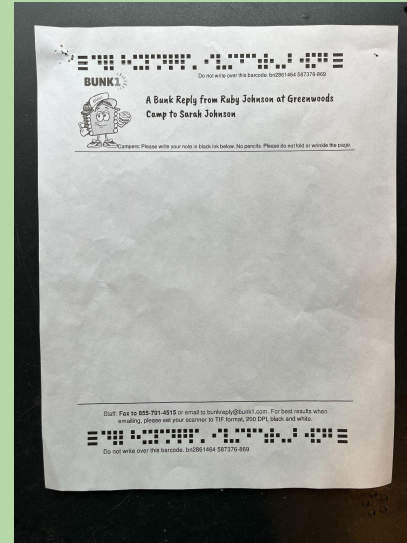 Do not write over this barcode. bn2861464 587376-869
BUNK1
A Bunk Reply from Ruby Johnson at Greenwoods
Camp to Sarah Johnson
Campers: Please write your note in black ink below. No pencils. Please do not fold or wrinkle the page.
Staff: Fax to 855-791-4515 or email to bunkreply@bunk1.com. For best results when
emailing, please set your scanner to TIF format, 200 DPI, black and white.
Do not write over this barcode. bn2861464 587376-869